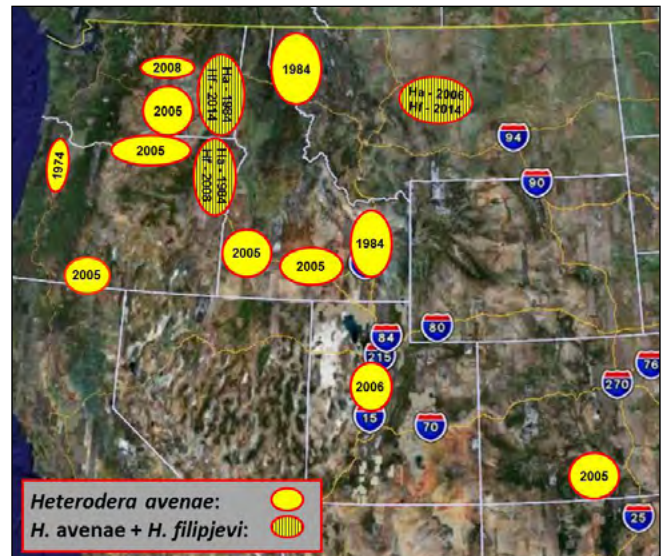 2008
Ha - 1984
Hf - 2014
1984
Ha - 2006
Hf - 2014
2005
94
2005
1974
Ha - 1984
Hf - 2008
90
2005
2005
1984
2005
84
80
215
76
270
2006
15
70
2005
25
Heterodera avenae:
H. avenae + H. filipjevi: